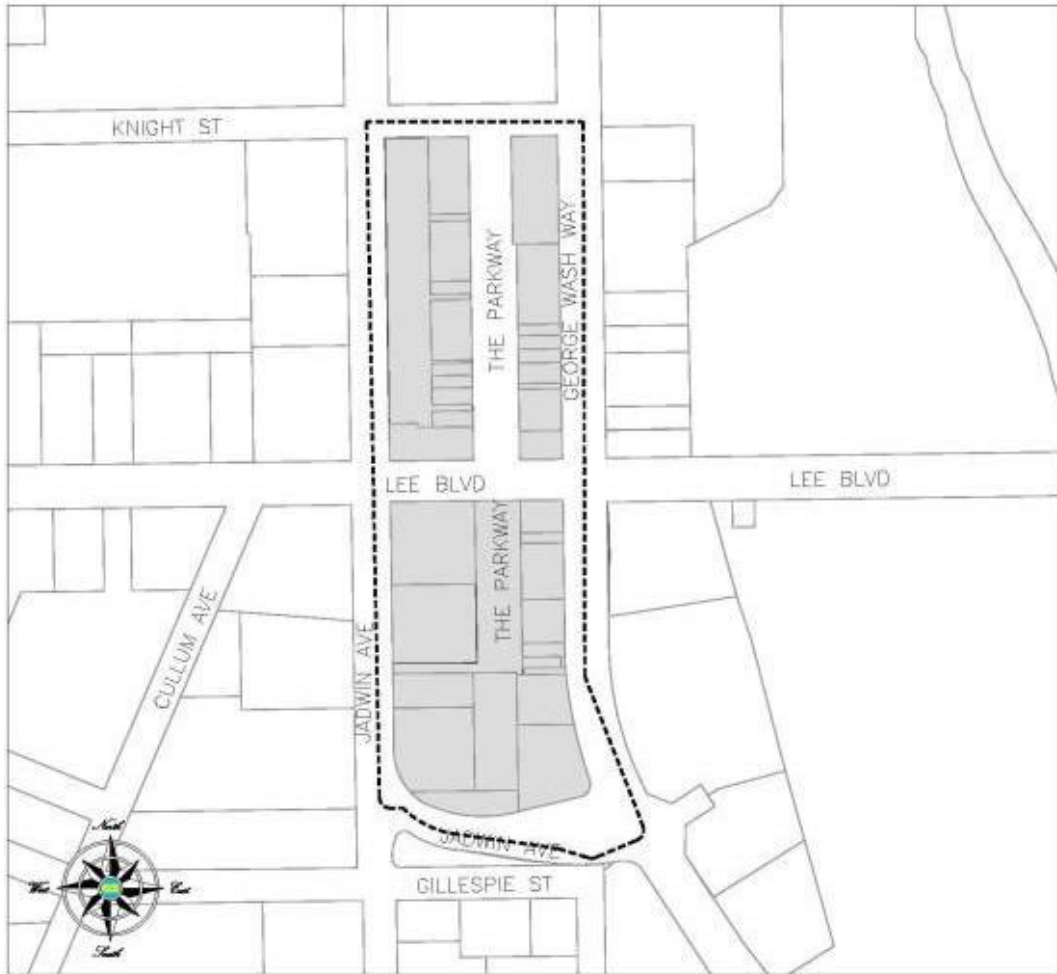 KNIGHT ST
THE PARKWAY
GEORGE WASH WAY
LEE BLVD
LEE BLVD
THE PARKWAY
CULLUM AVE
JADWIN AVE
North
West
East
South
JADWIN AVE
GILLESPIE ST